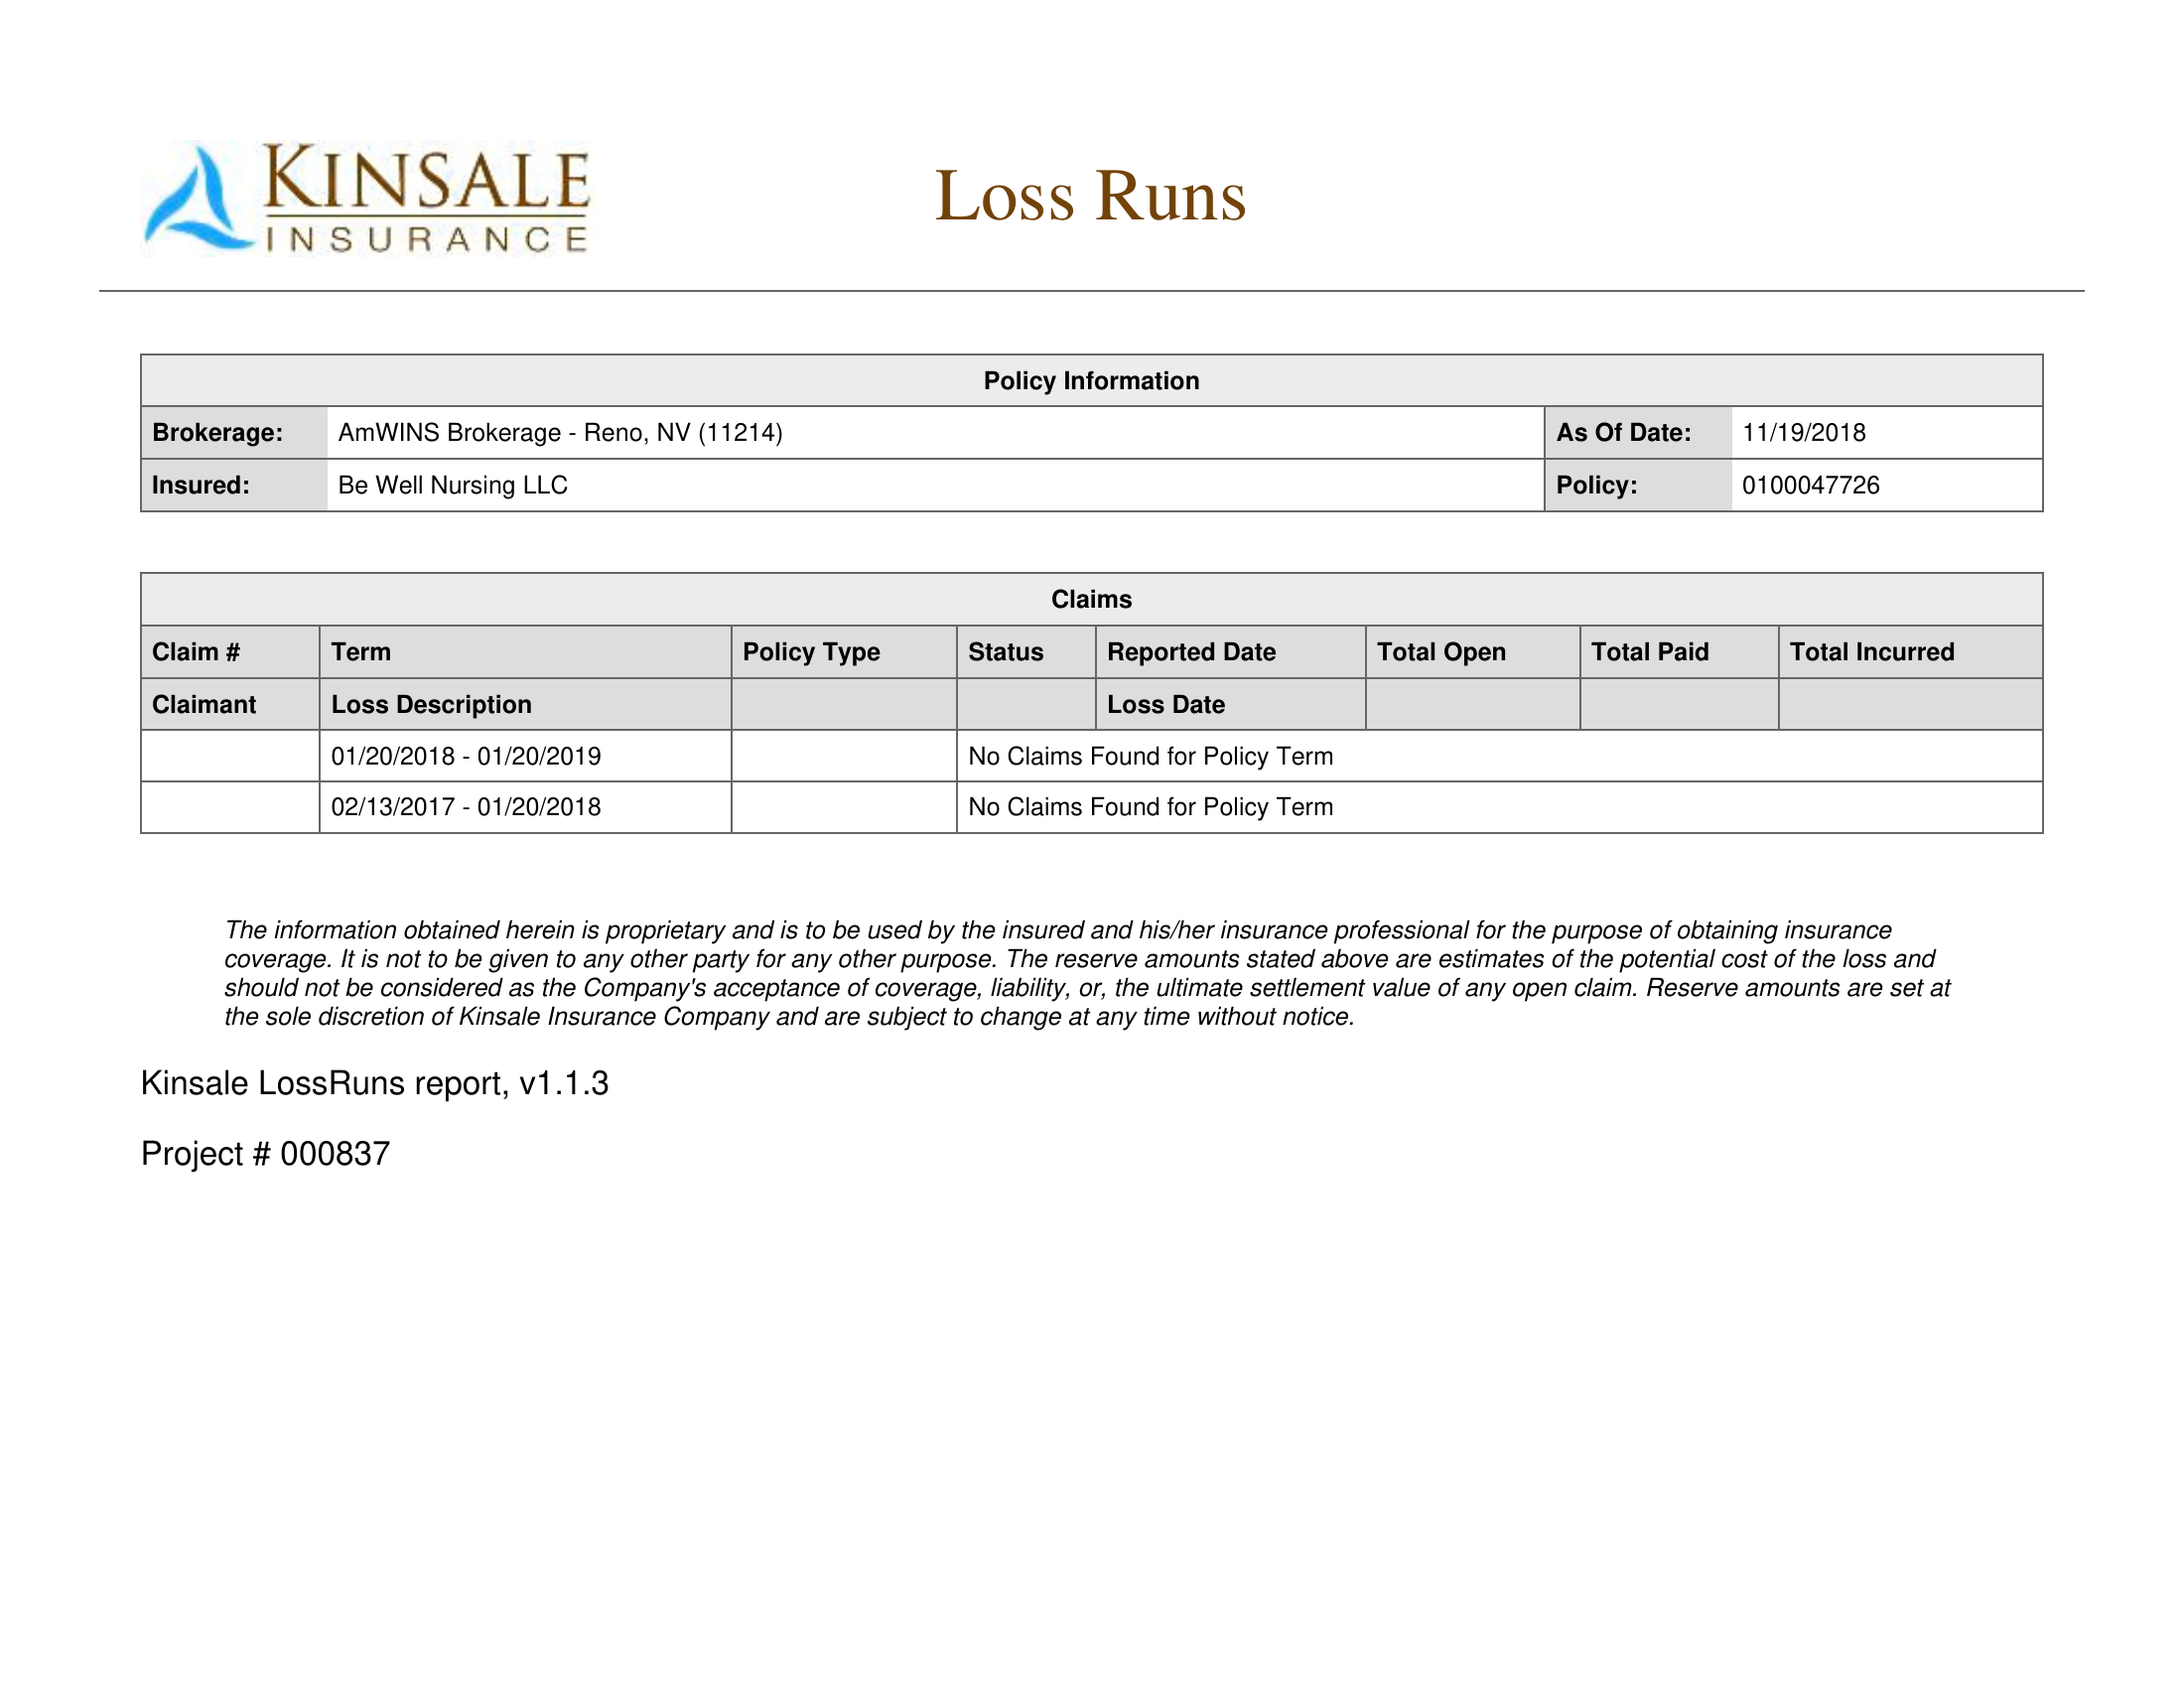 KINSALE
INSURANCE
Loss Runs
Policy Information
Brokerage: AmWINS Brokerage - Reno, NV (11214) As Of Date: 11/19/2018
Insured: Be Well Nursing LLC Policy: 0100047726
Claims
Claim # Term Policy Type Status Reported Date Total Open Total Paid Total Incurred
Claimant Loss Description Loss Date
01/20/2018 - 01/20/2019 No Claims Found for Policy Term
02/13/2017 - 01/20/2018 No Claims Found for Policy Term
The information obtained herein is proprietary and is to be used by the insured and his/her insurance professional for the purpose of obtaining insurance
coverage. It is not to be given to any other party for any other purpose. The reserve amounts stated above are estimates of the potential cost of the loss and
should not be considered as the Company's acceptance of coverage, liability, or, the ultimate settlement value of any open claim. Reserve amounts are set at
the sole discretion of Kinsale Insurance Company and are subject to change at any time without notice.
Kinsale LossRuns report, v1.1.3
Project # 000837